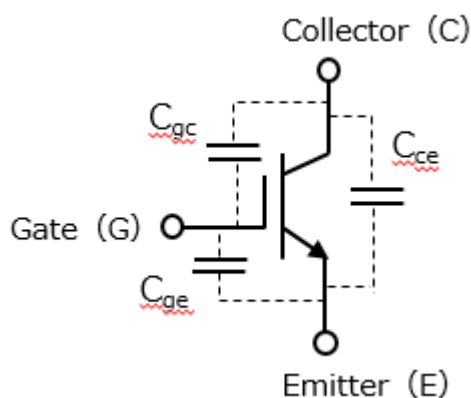 Collector（C）
Cgc
Cce
Gate（G）
Cge
Emitter（E）